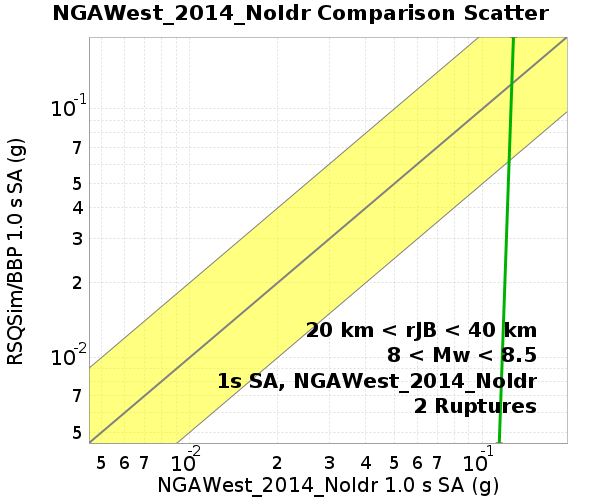 NGAWest_2014_NoIdr Comparison Scatter
RSQSim/BBP 1.0 s SA (g)
10-1
7
5
4
3
2
10-2
7
5
20 km < rJB < 40 km
8 < Mw < 8.5
1s SA, NGAWest_2014_NoIdr
2 Ruptures
5 6 7 10-2 2 3 4 5 6 7 10-1
NGAWest_2014_NoIdr 1.0 s SA (g)